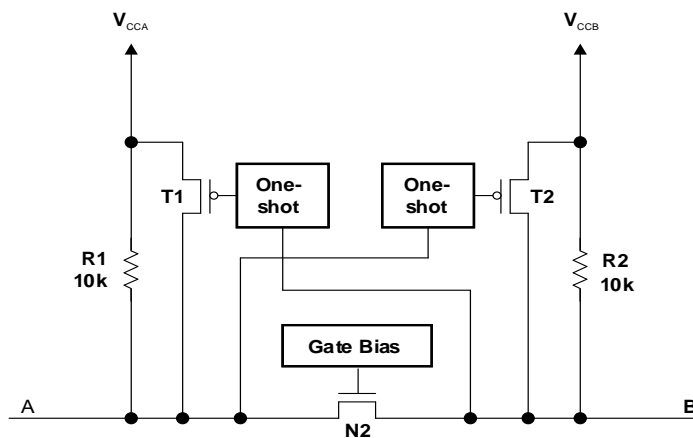 VCCA
VCCB
T1
One-
shot
One-
shot
T2
R1
10k
R2
10k
Gate Bias
A
B
N2